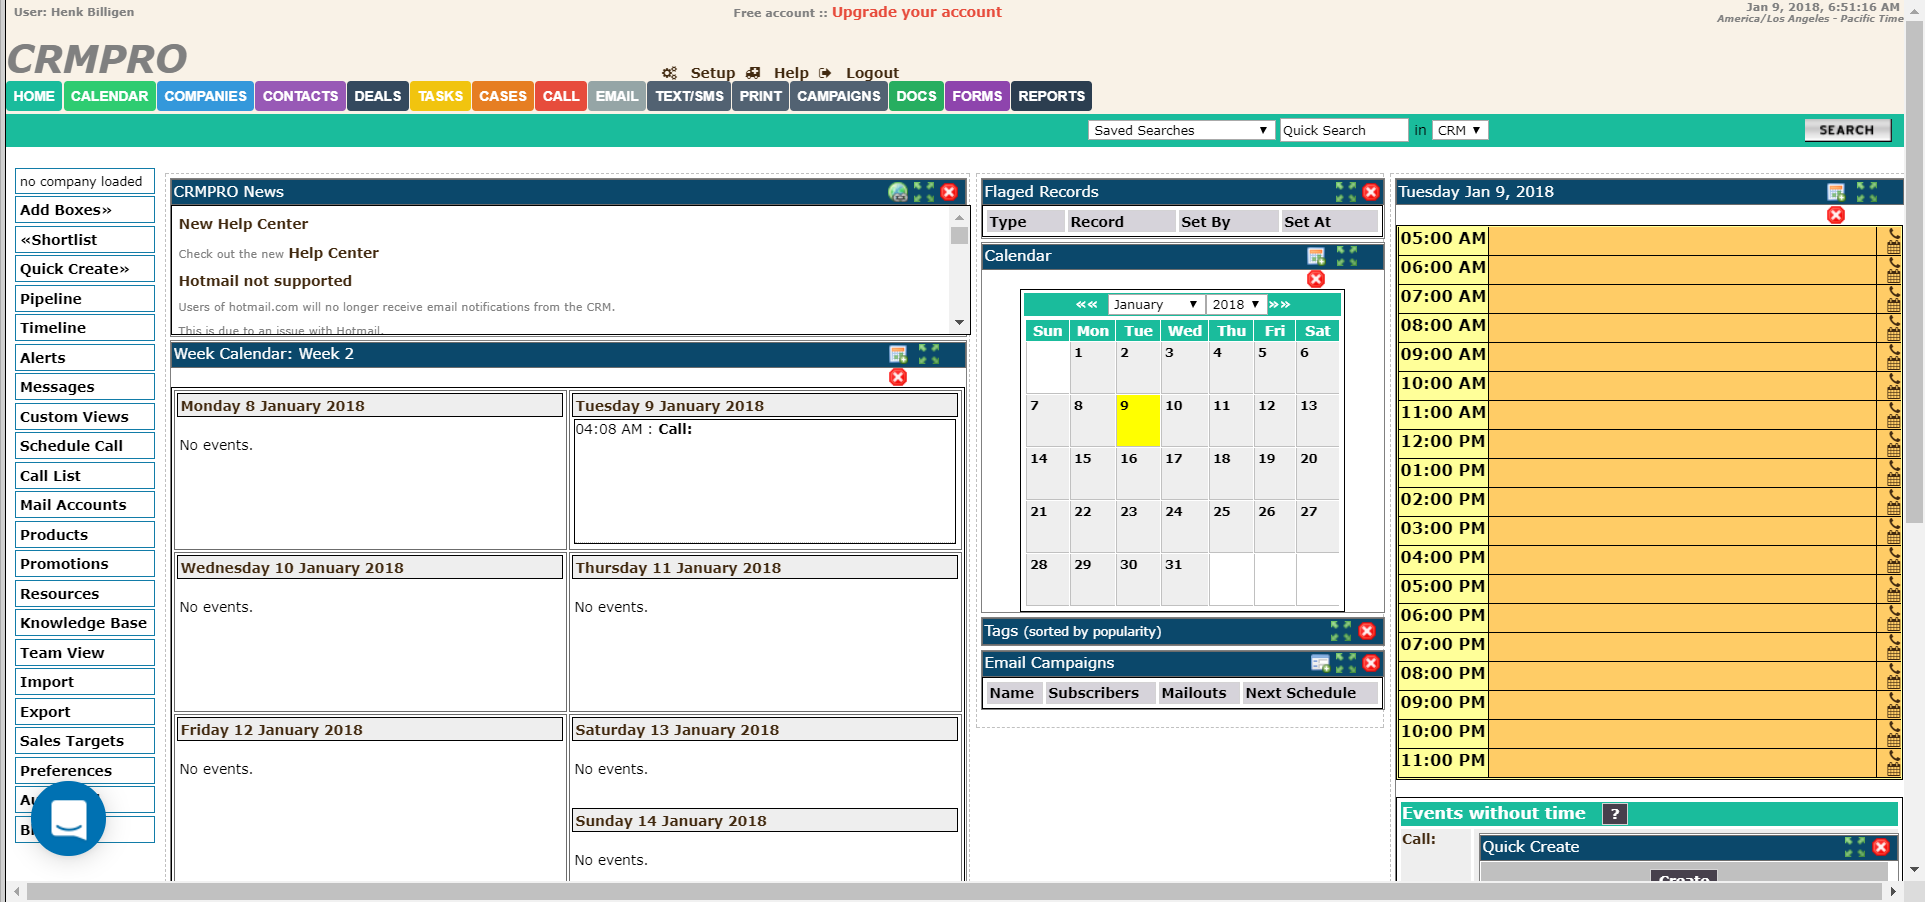 User: Henk Billigen
Free account :: Upgrade your account
Jan 9, 2018, 6:51:16 AM
America/Los Angeles - Pacific Time
CRMPRO
Setup Help Logout
HOME CALENDAR COMPANIES CONTACTS DEALS TASKS CASES CALL EMAIL TEXT/SMS PRINT CAMPAIGNS DOCS FORMS REPORTS
Saved Searches Quick Search in CRM SEARCH
no company loaded
Add Boxes»
«Shortlist
Quick Create»
Pipeline
Timeline
Alerts
Messages
Custom Views
Schedule Call
Call List
Mail Accounts
Products
Promotions
Resources
Knowledge Base
Team View
Import
Export
Sales Targets
Preferences
CRMPRO News
New Help Center
Check out the new Help Center
Hotmail not supported
Users of hotmail.com will no longer receive email notifications from the CRM.
This is due to an issue with Hotmail.
Week Calendar: Week 2
Monday 8 January 2018
No events.
Tuesday 9 January 2018
04:08 AM : Call:
Wednesday 10 January 2018
No events.
Thursday 11 January 2018
No events.
Friday 12 January 2018
No events.
Saturday 13 January 2018
No events.
Sunday 14 January 2018
No events.
Flaged Records
Type Record Set By Set At
Calendar
«« January 2018 »»
Sun Mon Tue Wed Thu Fri Sat
1 2 3 4 5 6
7 8 9 10 11 12 13
14 15 16 17 18 19 20
21 22 23 24 25 26 27
28 29 30 31
Tags (sorted by popularity)
Email Campaigns
Name Subscribers Mailouts Next Schedule
Tuesday Jan 9, 2018
05:00 AM
06:00 AM
07:00 AM
08:00 AM
09:00 AM
10:00 AM
11:00 AM
12:00 PM
01:00 PM
02:00 PM
03:00 PM
04:00 PM
05:00 PM
06:00 PM
07:00 PM
08:00 PM
09:00 PM
10:00 PM
11:00 PM
Events without time ?
Call:
Quick Create
Create